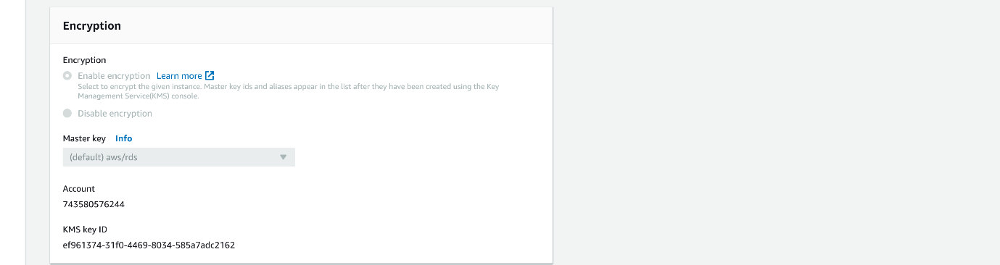 Encryption
Encryption
Enable encryption Learn more
Select to encrypt the given instance. Master key ids and aliases appear in the list after they have been created using the Key
Management Service(KMS) console.
Disable encryption
Master key Info
(default) aws/rds
Account
743580576244
KMS key ID
ef961374-31f0-4469-8034-585a7adc2162